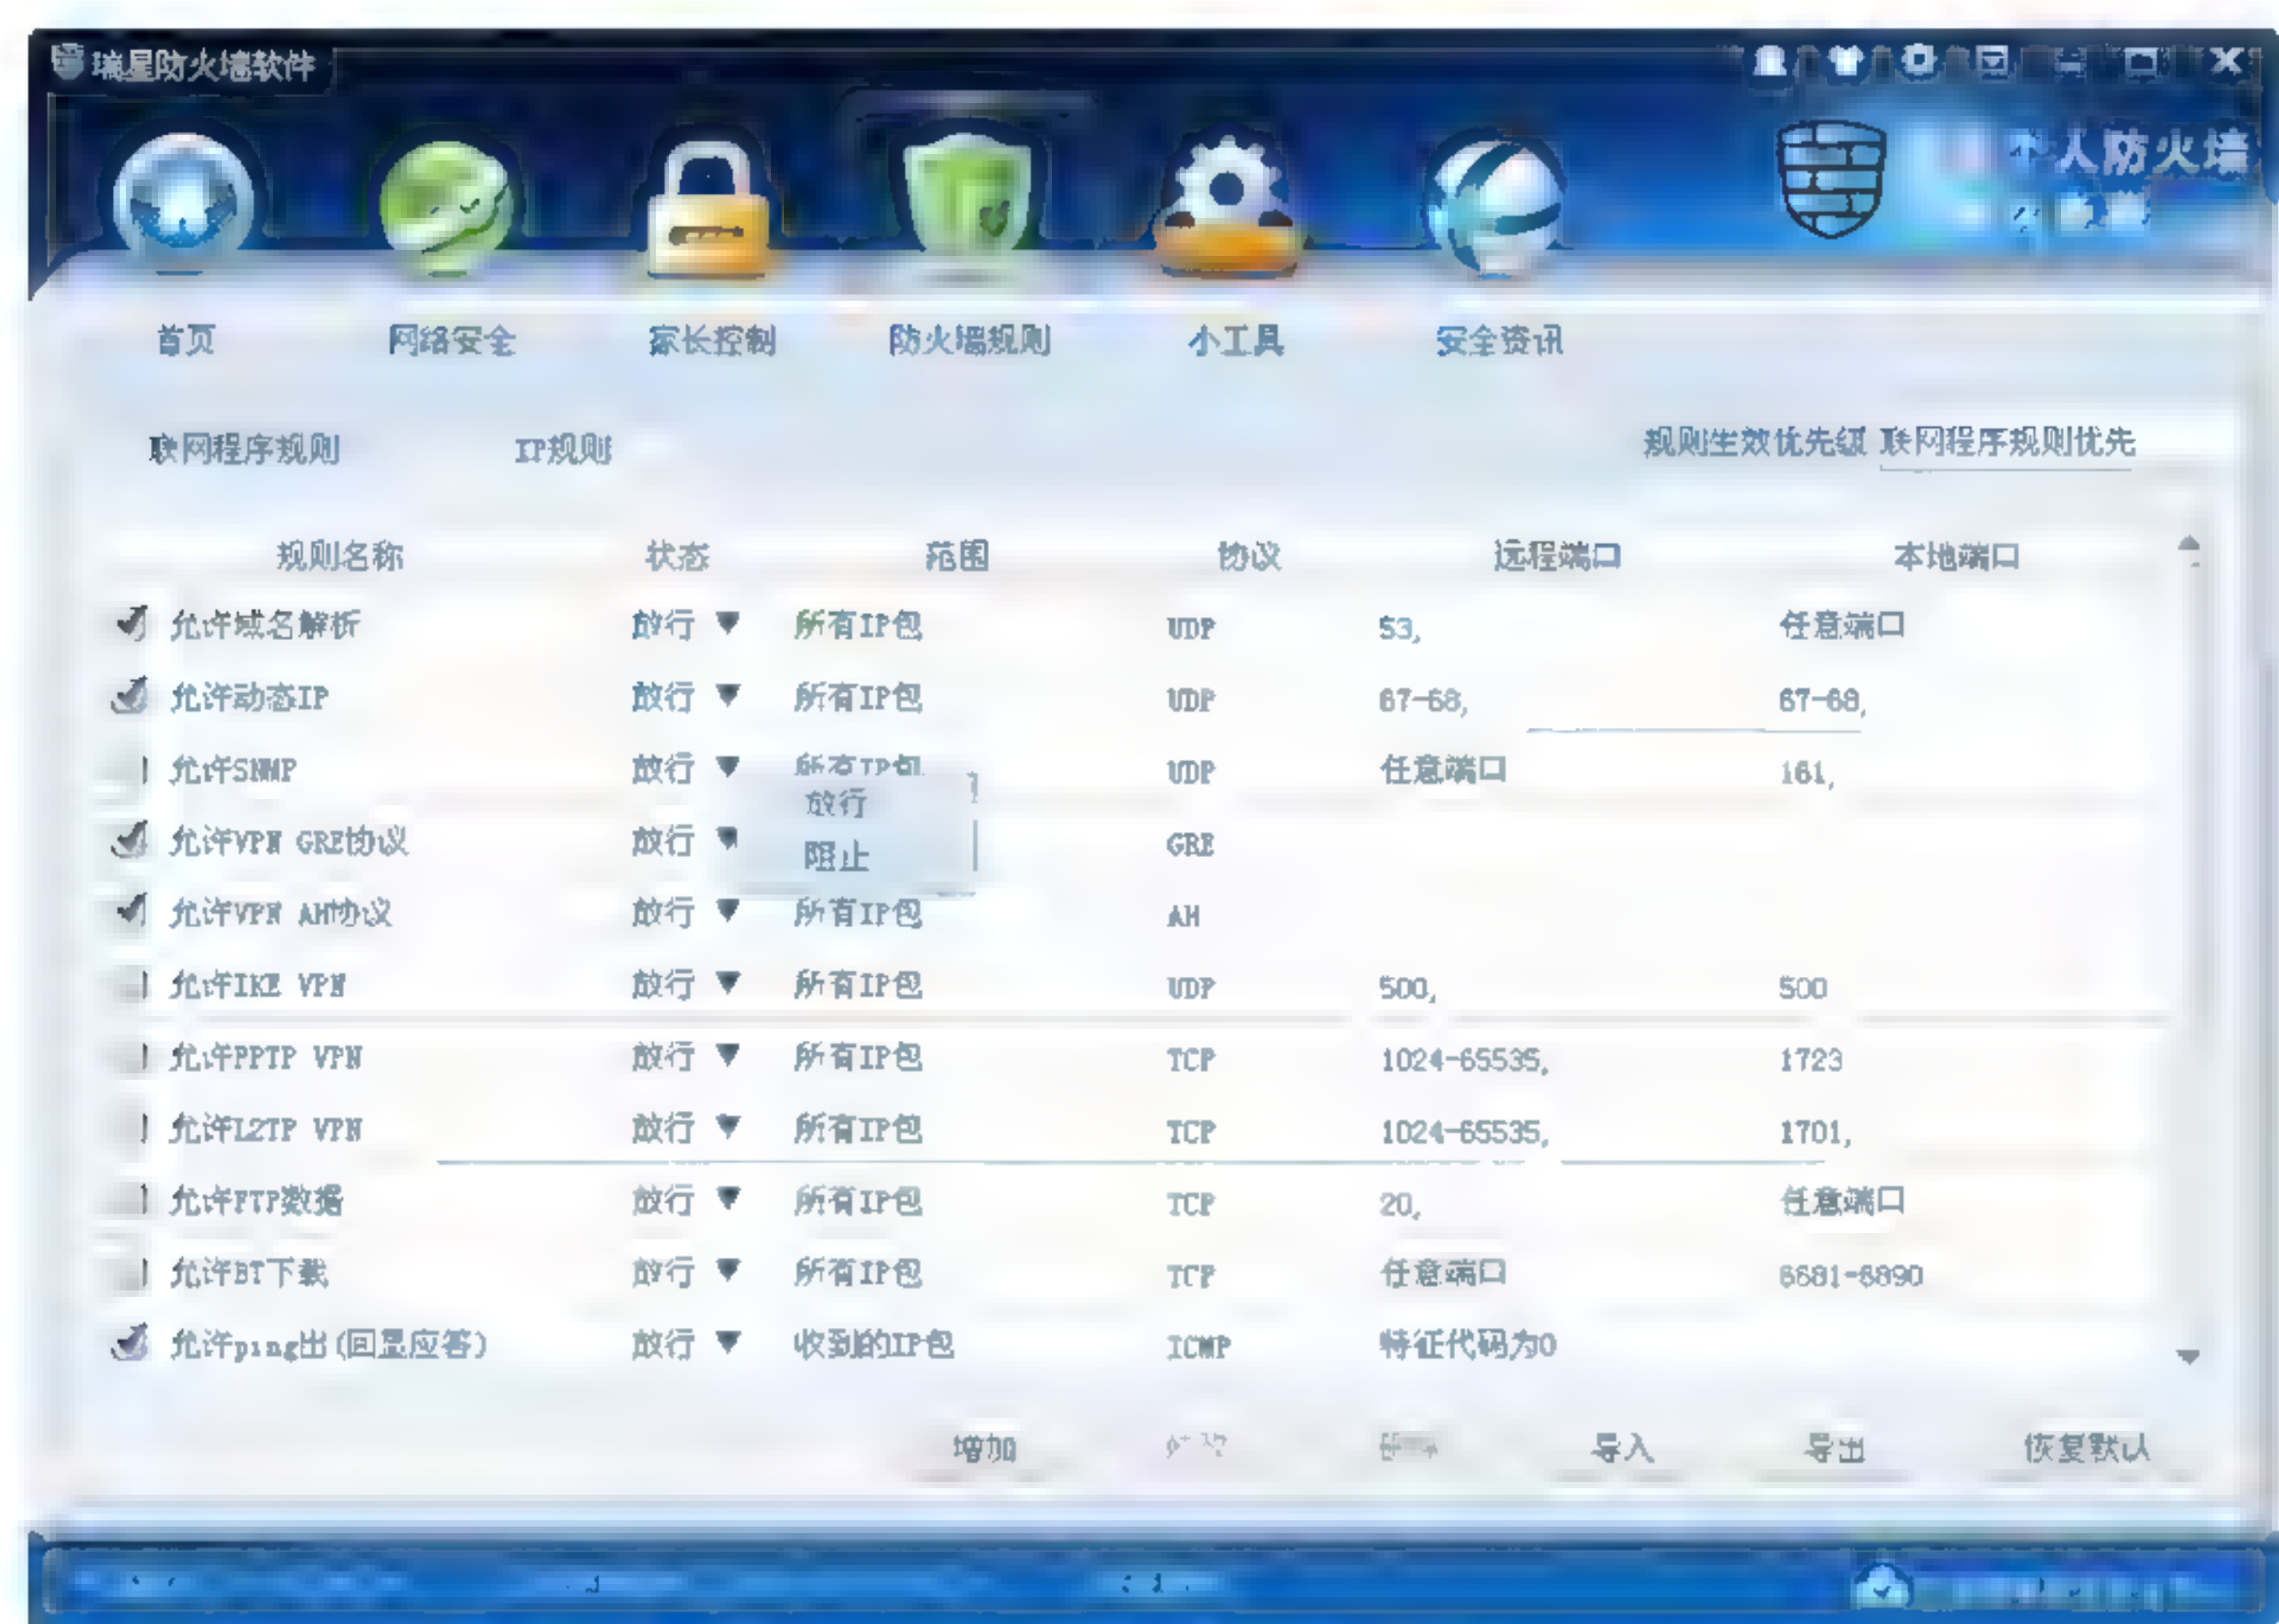 瑞星防火墙软件
个人防火墙
首页 网络安全 家长控制 防火墙规则 小工具 安全资讯
联网程序规则 IP规则 规则生效优先级 联网程序规则优先
规则名称 状态 范围 协议 远程端口 本地端口
允许域名解析 放行 所有IP包 UDP 53, 任意端口
允许动态IP 放行 所有IP包 UDP 67-68, 67-68,
允许SNMP 放行 所有IP包 UDP 任意端口 161,
放行
允许VPN GRE协议 放行 GRE
阻止
允许VPN AH协议 放行 所有IP包 AH
允许IKE VPN 放行 所有IP包 UDP 500, 500
允许PPTP VPN 放行 所有IP包 TCP 1024-65535, 1723
允许L2TP VPN 放行 所有IP包 TCP 1024-65535, 1701,
允许FTP数据 放行 所有IP包 TCP 20, 任意端口
允许BT下载 放行 所有IP包 TCP 任意端口 6881-6890
允许ping出(回显应答) 放行 收到的IP包 ICMP 特征代码为0
增加 导入 导出 恢复默认